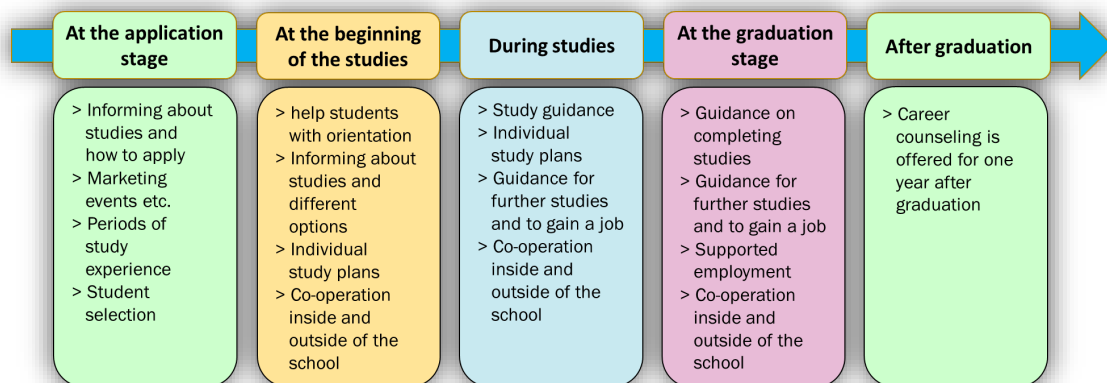 At the application
stage
> Informing about
studies and
how to apply
> Marketing
events etc.
> Periods of
study
experience
> Student
selection
At the beginning
of the studies
> help students
with orientation
> Informing about
studies and
different
options
> Individual
study plans
> Co-operation
inside and
outside of the
school
During studies
> Study guidance
> Individual
study plans
> Guidance for
further studies
and to gain a job
> Co-operation
inside and
outside of the
school
At the graduation
stage
> Guidance on
completing
studies
> Guidance for
further studies
and to gain a job
> Supported
employment
> Co-operation
inside and
outside of the
school
After graduation
> Career
counseling is
offered for one
year after
graduation